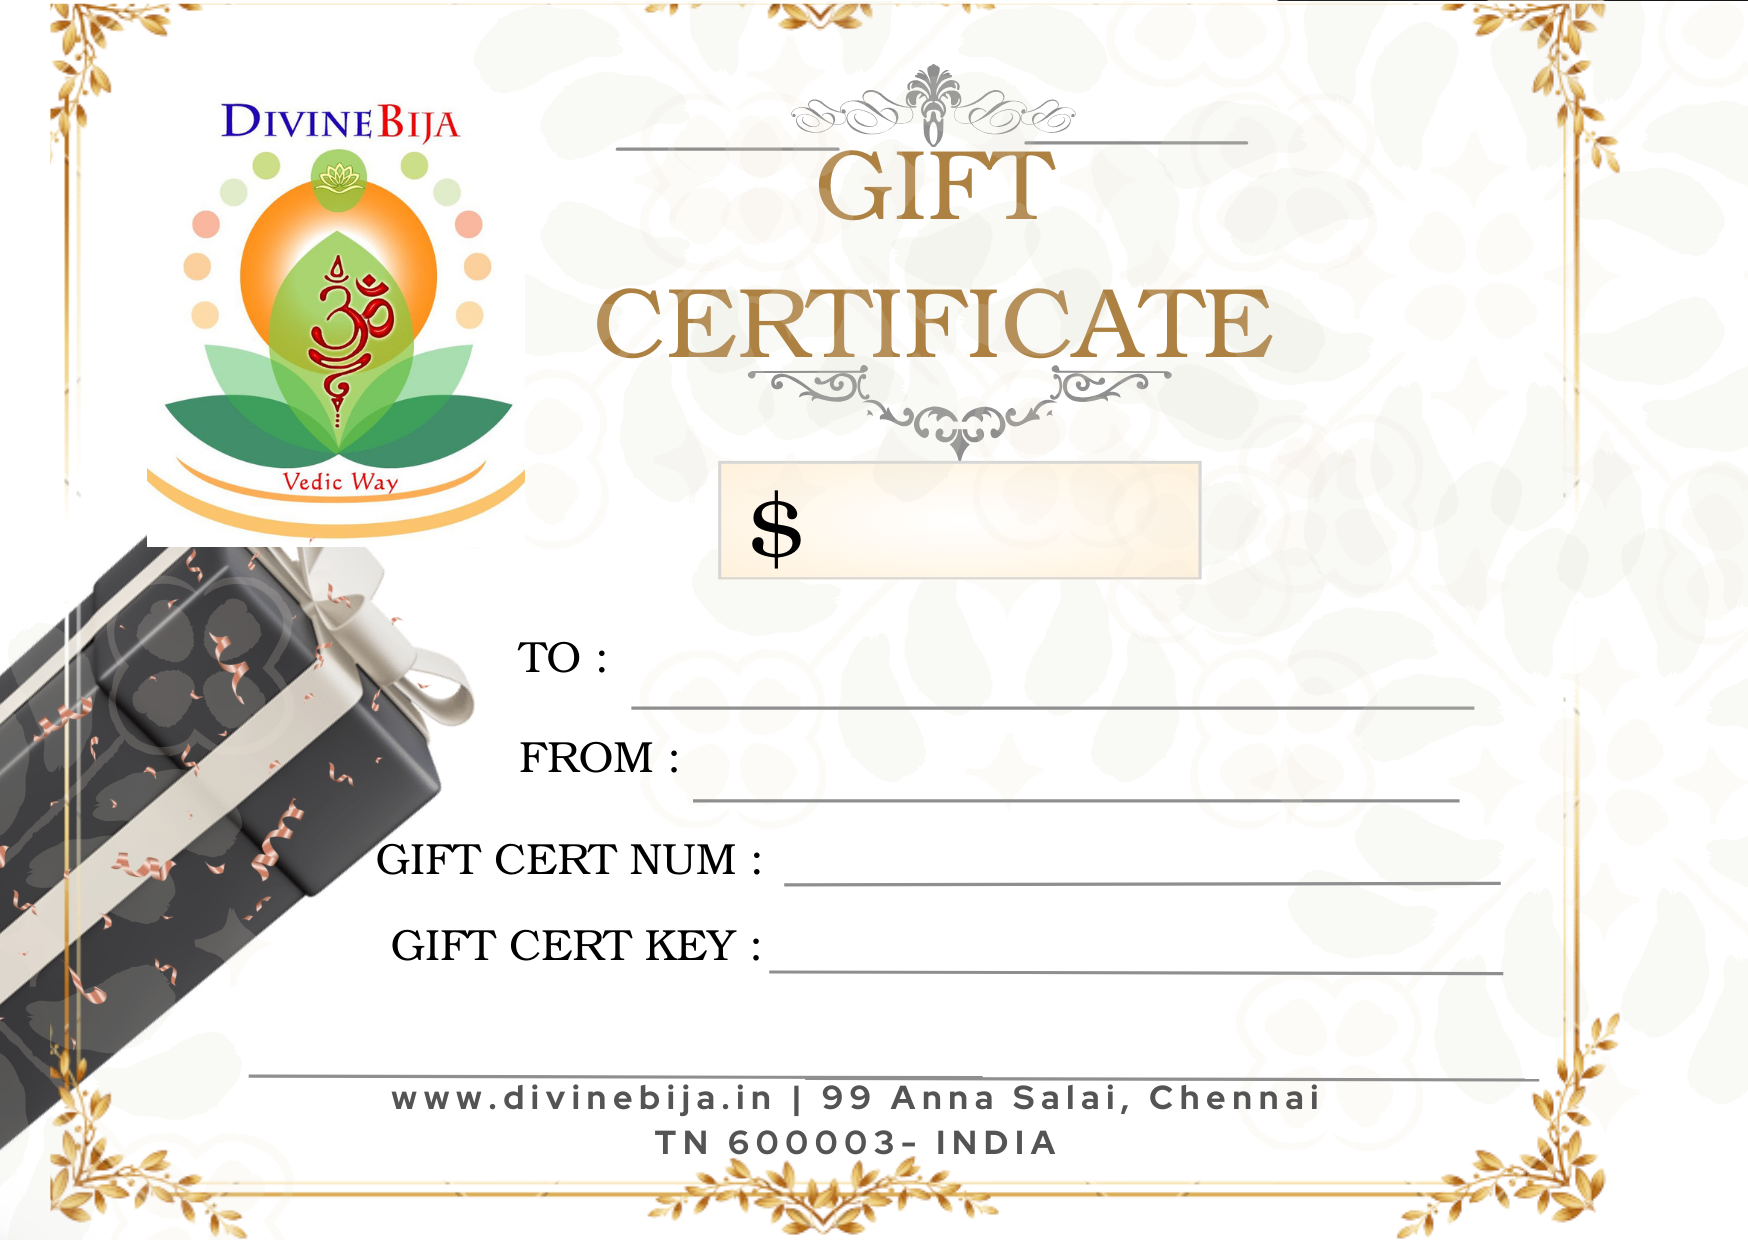 DIVINEBIJA
ॐ
Vedic Way
GIFT
CERTIFICATE
$
TO :
FROM :
GIFT CERT NUM :
GIFT CERT KEY :
www.divinebija.in | 99 Anna Salai, Chennai
TN 600003- INDIA